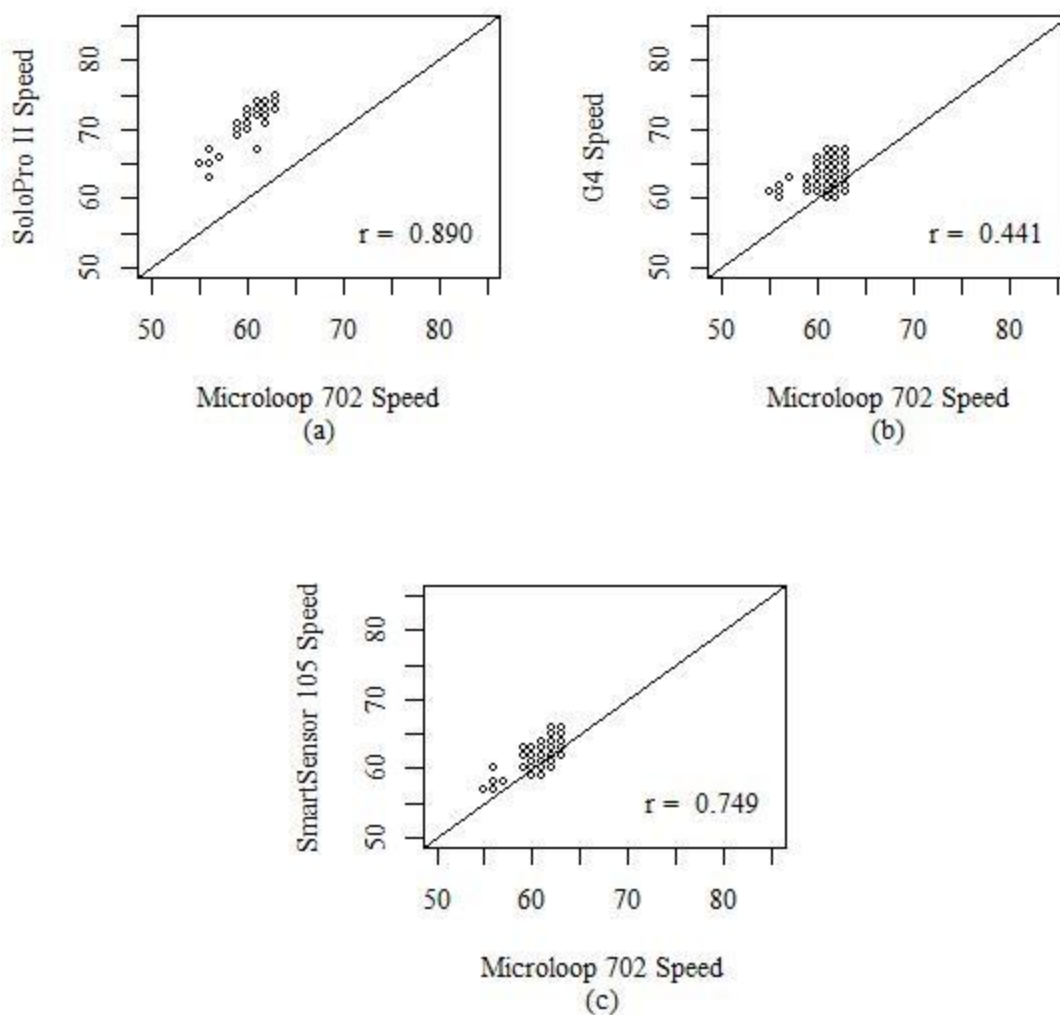 SoloPro II Speed
80
70
60
50
r = 0.890
50 60 70 80
Microloop 702 Speed
(a)
G4 Speed
80
70
60
50
r = 0.441
50 60 70 80
Microloop 702 Speed
(b)
SmartSensor 105 Speed
80
70
60
50
r = 0.749
50 60 70 80
Microloop 702 Speed
(c)